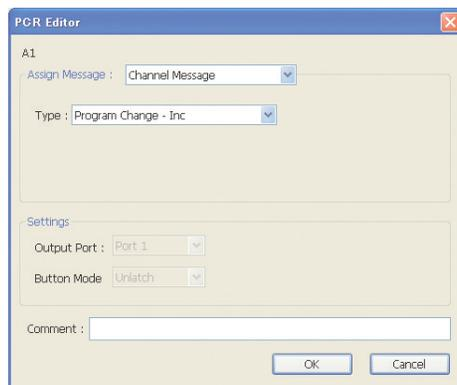 PCR Editor
A1
Assign Message : Channel Message
Type : Program Change - Inc
Settings
Output Port : Port 1
Button Mode Unlatch
Comment :
OK Cancel